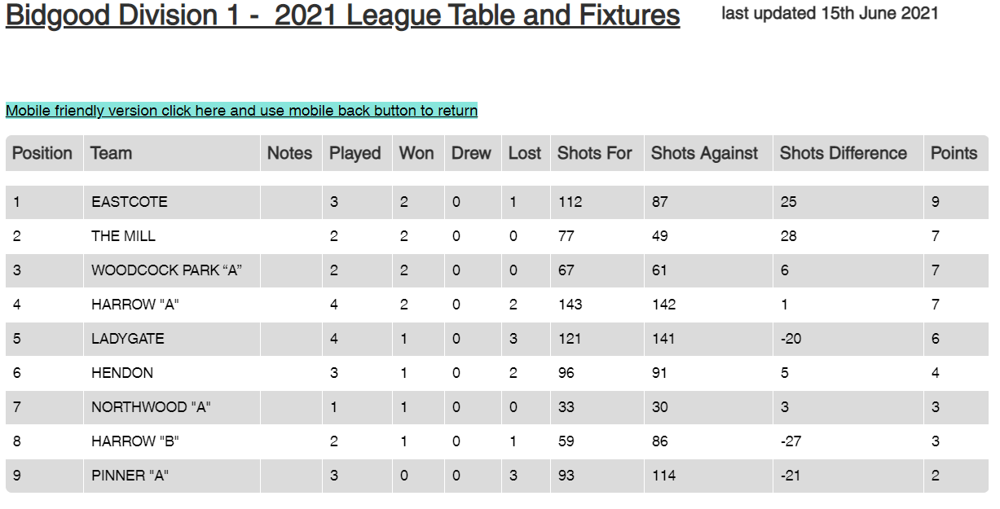 Bidgood Division 1 -  2021 League Table and Fixtures last updated 15th June 2021
Mobile friendly version click here and use mobile back button to return
Position Team Notes Played Won Drew Lost Shots For Shots Against Shots Difference Points
1 EASTCOTE 3 2 0 1 112 87 25 9
2 THE MILL 2 2 0 0 77 49 28 7
3 WOODCOCK PARK “A” 2 2 0 0 67 61 6 7
4 HARROW "A" 4 2 0 2 143 142 1 7
5 LADYGATE 4 1 0 3 121 141 -20 6
6 HENDON 3 1 0 2 96 91 5 4
7 NORTHWOOD "A" 1 1 0 0 33 30 3 3
8 HARROW "B" 2 1 0 1 59 86 -27 3
9 PINNER "A" 3 0 0 3 93 114 -21 2